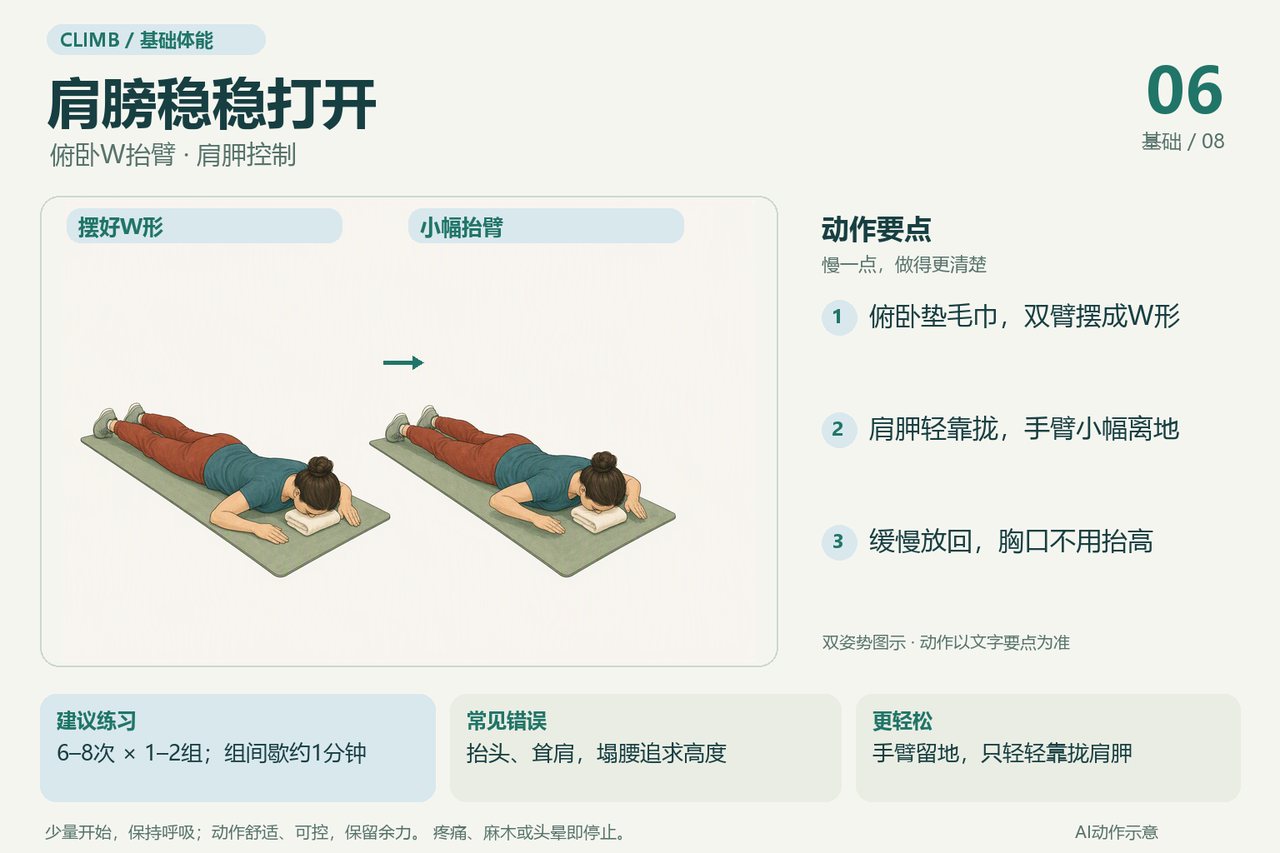 CLIMB / 基础体能
肩膀稳稳打开
俯卧W抬臂 · 肩胛控制
06
基础 / 08
摆好W形
小幅抬臂
动作要点
慢一点，做得更清楚
1 俯卧垫毛巾，双臂摆成W形
2 肩胛轻靠拢，手臂小幅离地
3 缓慢放回，胸口不用抬高
双姿势图示 · 动作以文字要点为准
建议练习
6–8次 × 1–2组；组间歇约1分钟
常见错误
抬头、耸肩，塌腰追求高度
更轻松
手臂留地，只轻轻靠拢肩胛
少量开始，保持呼吸；动作舒适、可控，保留余力。 疼痛、麻木或头晕即停止。
AI动作示意